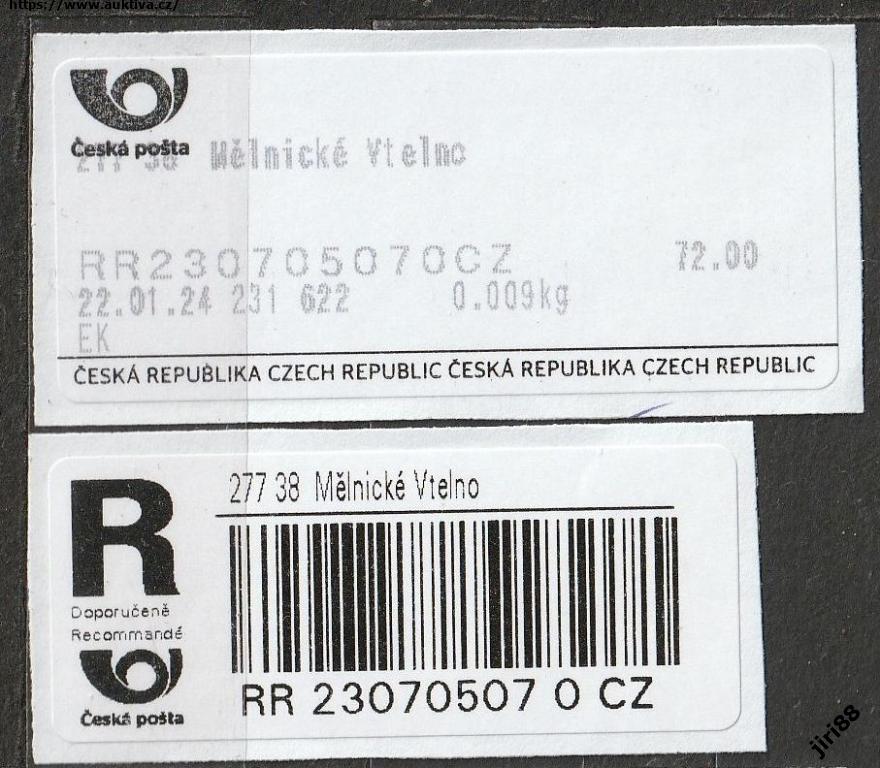 https://www.aukliva.cz/
Česká pošta
277 38 Mělnické Vtelno
RR230705070CZ 72.00
22.01.24 231 622 0.009kg
EK
ČESKÁ REPUBLIKA CZECH REPUBLIC ČESKÁ REPUBLIKA CZECH REPUBLIC
R
277 38 Mělnické Vtelno
Doporučeně
Recommandé
Česká pošta
RR 23070507 0 CZ
jiri88